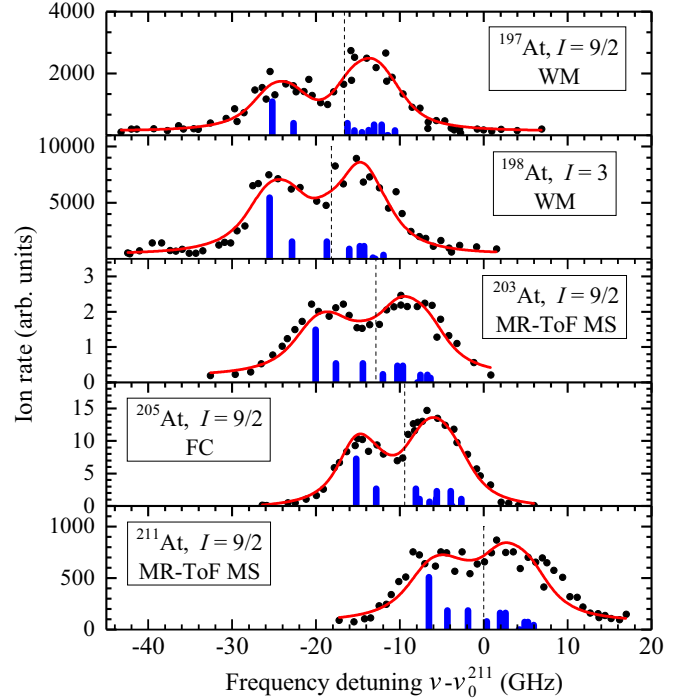 4000
2000
0
¹⁹⁷At, I = 9/2
WM
10000
5000
0
¹⁹⁸At, I = 3
WM
3
2
1
0
²⁰³At, I = 9/2
MR-ToF MS
15
10
5
0
²⁰⁵At, I = 9/2
FC
1000
500
0
²¹¹At, I = 9/2
MR-ToF MS
Ion rate (arb. units)
-40 -30 -20 -10 0 10 20
Frequency detuning ν-ν₀²¹¹ (GHz)